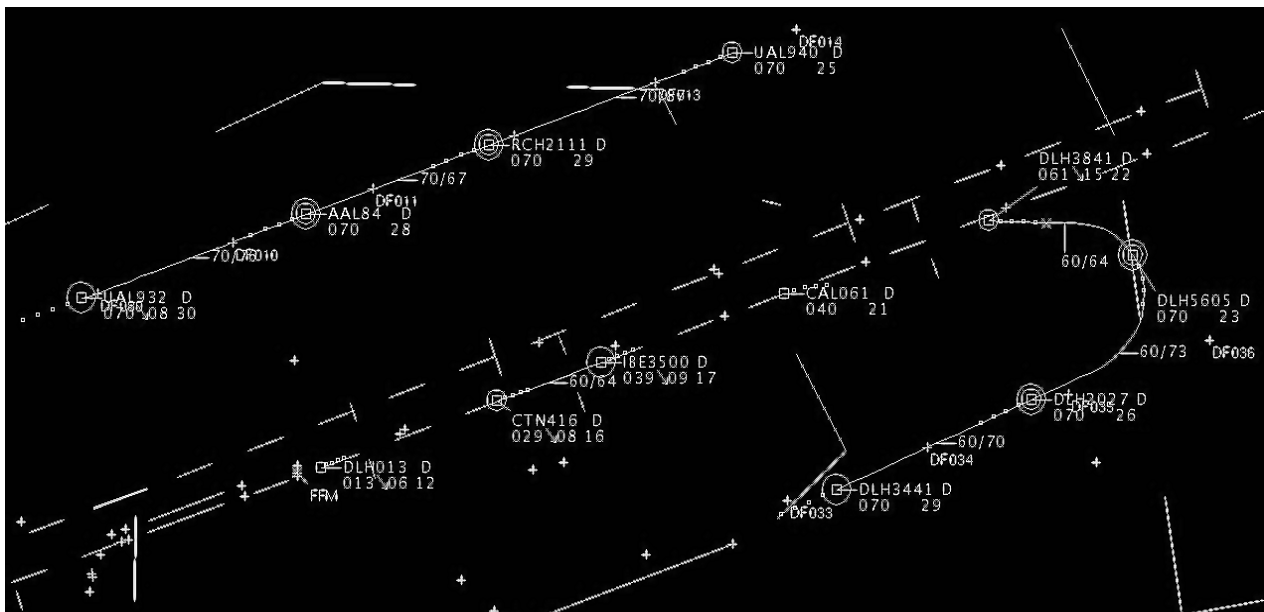 DF014
UAL940 D
070 25
RCH2111 D
070 29
70/67
DF011
AAL84 D
070 28
DF010
UAL932 D
070 08 30
DLH3841 D
061 15 22
60/64
DLH5605 D
070 23
CAL061 D
040 21
60/73
DF036
IBE3500 D
039 09 17
60/64
CTN416 D
029 08 16
DLH2027 D
070 26
DF035
60/70
DF034
DLH013 D
013 06 12
DLH3441 D
070 29
DF033